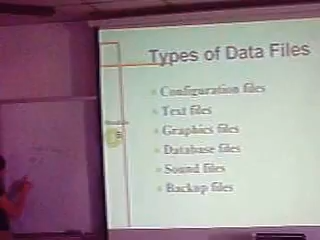 Types of Data Files
Configuration files
Text files
Graphics files
Database files
Sound files
Backup files